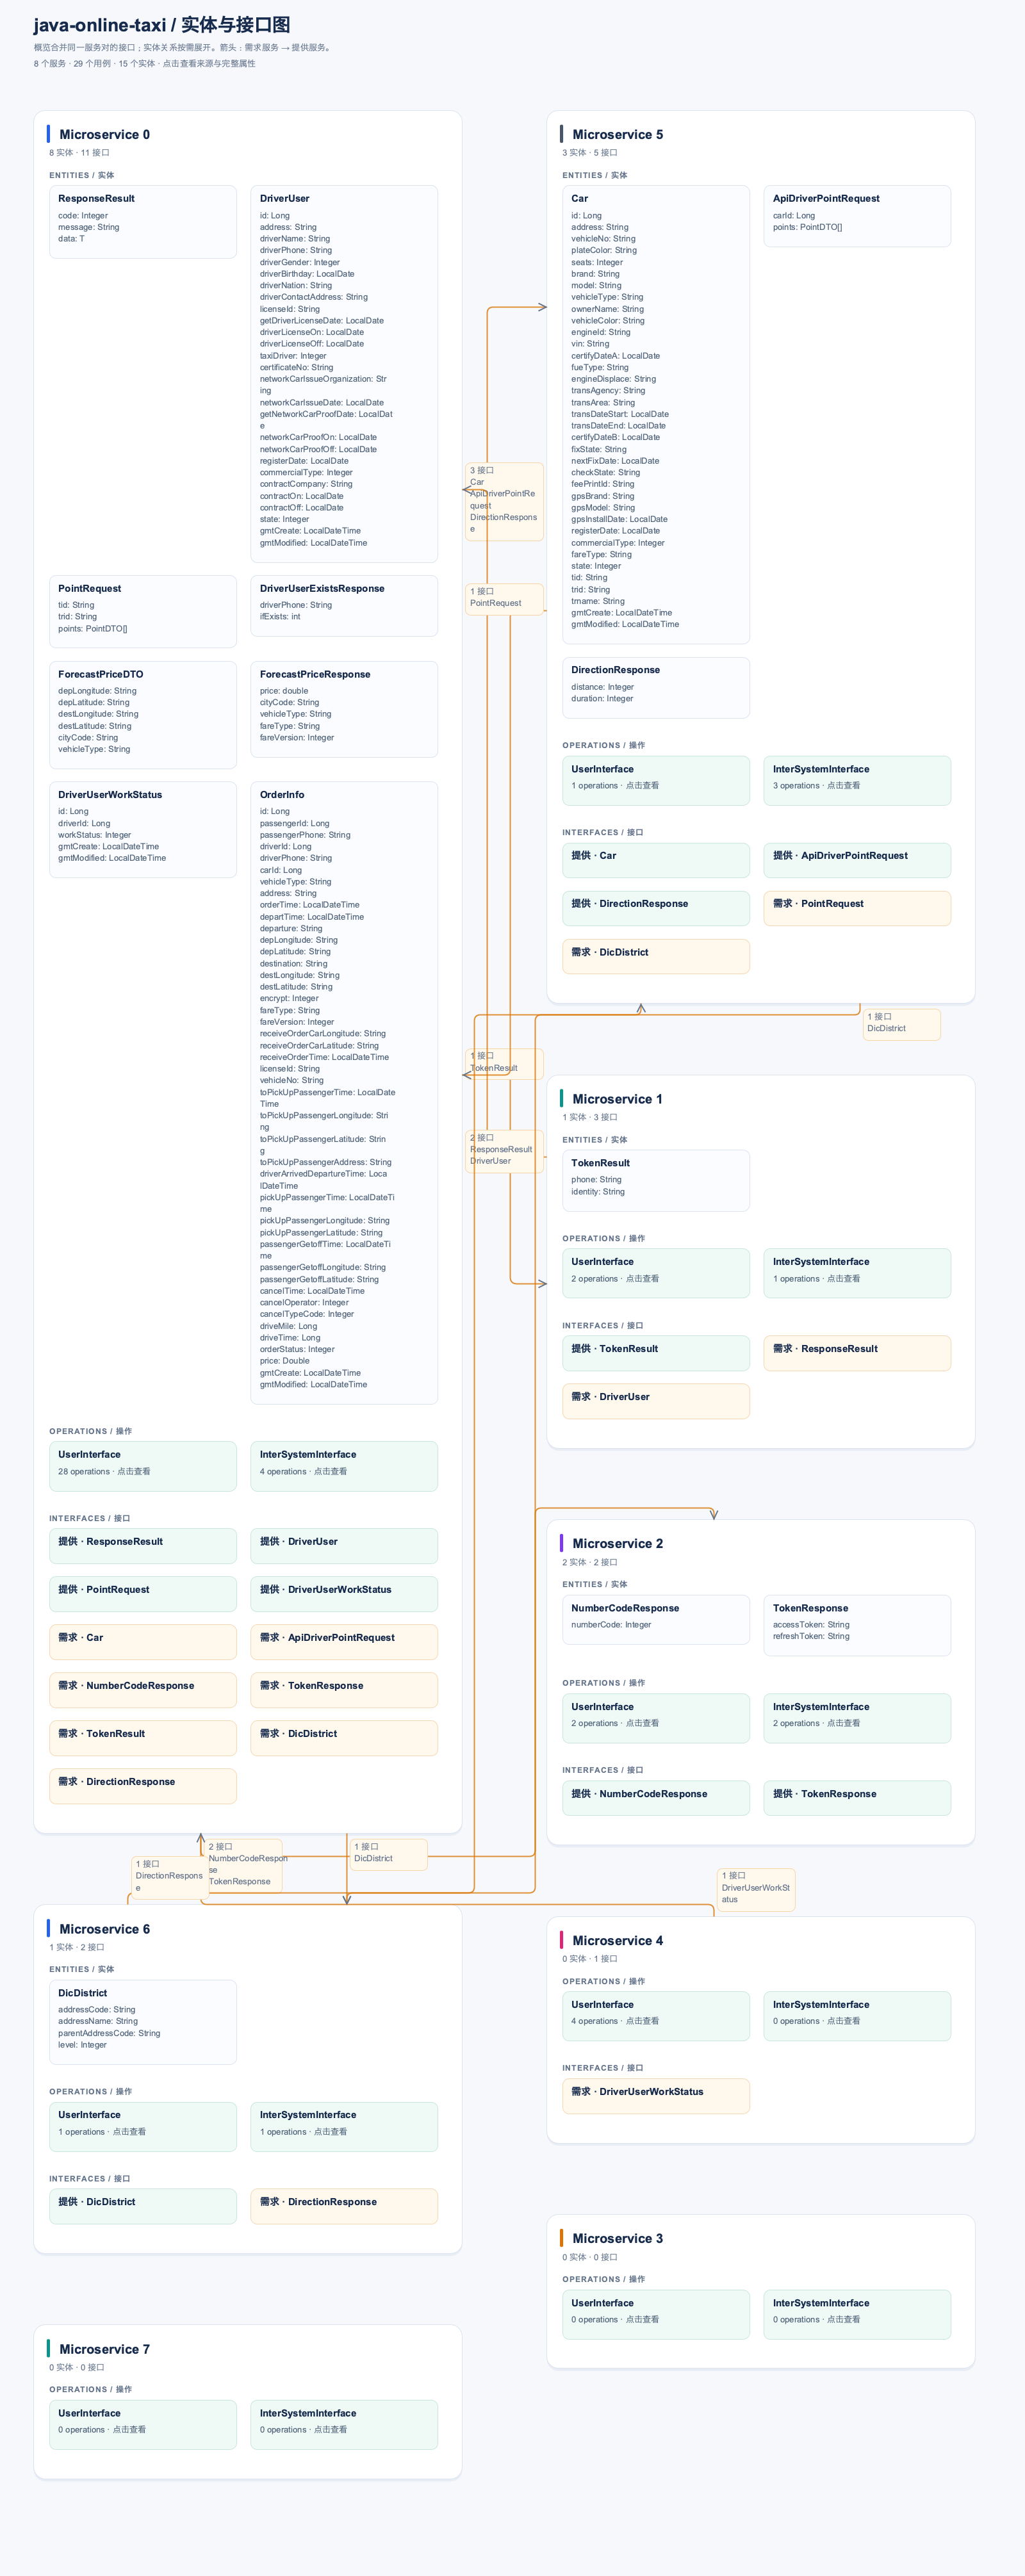 java-online-taxi / 实体与接口图
概览合并同一服务对的接口；实体关系按需展开。箭头：需求服务 → 提供服务。
8 个服务 · 29 个用例 · 15 个实体 · 点击查看来源与完整属性
Microservice 0
8 实体 · 11 接口
ENTITIES / 实体
ResponseResult
code: Integer
message: String
data: T
DriverUser
id: Long
address: String
driverName: String
driverPhone: String
driverGender: Integer
driverBirthday: LocalDate
driverNation: String
driverContactAddress: String
licenseId: String
getDriverLicenseDate: LocalDate
driverLicenseOn: LocalDate
driverLicenseOff: LocalDate
taxiDriver: Integer
certificateNo: String
networkCarIssueOrganization: Str
ing
networkCarIssueDate: LocalDate
getNetworkCarProofDate: LocalDat
e
networkCarProofOn: LocalDate
networkCarProofOff: LocalDate
registerDate: LocalDate
commercialType: Integer
contractCompany: String
contractOn: LocalDate
contractOff: LocalDate
state: Integer
gmtCreate: LocalDateTime
gmtModified: LocalDateTime
PointRequest
tid: String
trid: String
points: PointDTO[]
DriverUserExistsResponse
driverPhone: String
ifExists: int
ForecastPriceDTO
depLongitude: String
depLatitude: String
destLongitude: String
destLatitude: String
cityCode: String
vehicleType: String
ForecastPriceResponse
price: double
cityCode: String
vehicleType: String
fareType: String
fareVersion: Integer
DriverUserWorkStatus
id: Long
driverId: Long
workStatus: Integer
gmtCreate: LocalDateTime
gmtModified: LocalDateTime
OrderInfo
id: Long
passengerId: Long
passengerPhone: String
driverId: Long
driverPhone: String
carId: Long
vehicleType: String
address: String
orderTime: LocalDateTime
departTime: LocalDateTime
departure: String
depLongitude: String
depLatitude: String
destination: String
destLongitude: String
destLatitude: String
encrypt: Integer
fareType: String
fareVersion: Integer
receiveOrderCarLongitude: String
receiveOrderCarLatitude: String
receiveOrderTime: LocalDateTime
licenseId: String
vehicleNo: String
toPickUpPassengerTime: LocalDate
Time
toPickUpPassengerLongitude: Stri
ng
toPickUpPassengerLatitude: Strin
g
toPickUpPassengerAddress: String
driverArrivedDepartureTime: Loca
lDateTime
pickUpPassengerTime: LocalDateTi
me
pickUpPassengerLongitude: String
pickUpPassengerLatitude: String
passengerGetoffTime: LocalDateTi
me
passengerGetoffLongitude: String
passengerGetoffLatitude: String
cancelTime: LocalDateTime
cancelOperator: Integer
cancelTypeCode: Integer
driveMile: Long
driveTime: Long
orderStatus: Integer
price: Double
gmtCreate: LocalDateTime
gmtModified: LocalDateTime
OPERATIONS / 操作
UserInterface
28 operations · 点击查看
InterSystemInterface
4 operations · 点击查看
INTERFACES / 接口
提供 · ResponseResult
提供 · DriverUser
提供 · PointRequest
提供 · DriverUserWorkStatus
需求 · Car
需求 · ApiDriverPointRequest
需求 · NumberCodeResponse
需求 · TokenResponse
需求 · TokenResult
需求 · DicDistrict
需求 · DirectionResponse
3 接口
Car
ApiDriverPointRe
quest
DirectionRespons
e
1 接口
PointRequest
1 接口
TokenResult
2 接口
ResponseResult
DriverUser
Microservice 5
3 实体 · 5 接口
ENTITIES / 实体
Car
id: Long
address: String
vehicleNo: String
plateColor: String
seats: Integer
brand: String
model: String
vehicleType: String
ownerName: String
vehicleColor: String
engineId: String
vin: String
certifyDateA: LocalDate
fueType: String
engineDisplace: String
transAgency: String
transArea: String
transDateStart: LocalDate
transDateEnd: LocalDate
certifyDateB: LocalDate
fixState: String
nextFixDate: LocalDate
checkState: String
feePrintId: String
gpsBrand: String
gpsModel: String
gpsInstallDate: LocalDate
registerDate: LocalDate
commercialType: Integer
fareType: String
state: Integer
tid: String
trid: String
trname: String
gmtCreate: LocalDateTime
gmtModified: LocalDateTime
ApiDriverPointRequest
carId: Long
points: PointDTO[]
DirectionResponse
distance: Integer
duration: Integer
OPERATIONS / 操作
UserInterface
1 operations · 点击查看
InterSystemInterface
3 operations · 点击查看
INTERFACES / 接口
提供 · Car
提供 · ApiDriverPointRequest
提供 · DirectionResponse
需求 · PointRequest
需求 · DicDistrict
1 接口
DicDistrict
Microservice 1
1 实体 · 3 接口
ENTITIES / 实体
TokenResult
phone: String
identity: String
OPERATIONS / 操作
UserInterface
2 operations · 点击查看
InterSystemInterface
1 operations · 点击查看
INTERFACES / 接口
提供 · TokenResult
需求 · ResponseResult
需求 · DriverUser
Microservice 2
2 实体 · 2 接口
ENTITIES / 实体
NumberCodeResponse
numberCode: Integer
TokenResponse
accessToken: String
refreshToken: String
OPERATIONS / 操作
UserInterface
2 operations · 点击查看
InterSystemInterface
2 operations · 点击查看
INTERFACES / 接口
提供 · NumberCodeResponse
提供 · TokenResponse
1 接口
DirectionRespons
e
2 接口
NumberCodeRespon
se
TokenResponse
1 接口
DicDistrict
1 接口
DriverUserWorkSt
atus
Microservice 6
1 实体 · 2 接口
ENTITIES / 实体
DicDistrict
addressCode: String
addressName: String
parentAddressCode: String
level: Integer
OPERATIONS / 操作
UserInterface
1 operations · 点击查看
InterSystemInterface
1 operations · 点击查看
INTERFACES / 接口
提供 · DicDistrict
需求 · DirectionResponse
Microservice 4
0 实体 · 1 接口
OPERATIONS / 操作
UserInterface
4 operations · 点击查看
InterSystemInterface
0 operations · 点击查看
INTERFACES / 接口
需求 · DriverUserWorkStatus
Microservice 3
0 实体 · 0 接口
OPERATIONS / 操作
UserInterface
0 operations · 点击查看
InterSystemInterface
0 operations · 点击查看
Microservice 7
0 实体 · 0 接口
OPERATIONS / 操作
UserInterface
0 operations · 点击查看
InterSystemInterface
0 operations · 点击查看